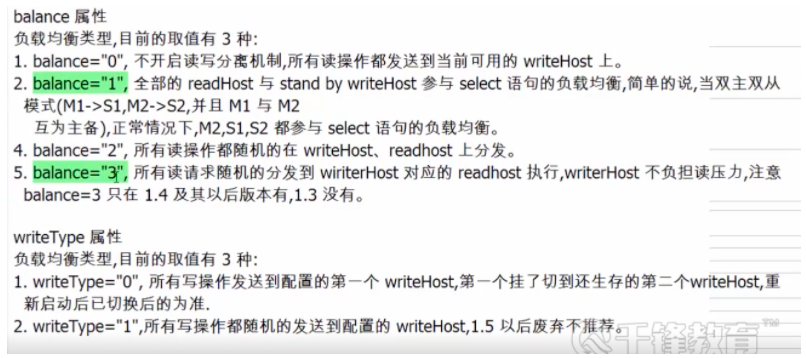 balance 属性
负载均衡类型,目前的取值有 3 种:
1. balance="0", 不开启读写分离机制,所有读操作都发送到当前可用的 writeHost 上。
2. balance="1", 全部的 readHost 与 stand by writeHost 参与 select 语句的负载均衡,简单的说,当双主双从
模式(M1->S1,M2->S2,并且 M1 与 M2
互为主备),正常情况下,M2,S1,S2 都参与 select 语句的负载均衡。
4. balance="2", 所有读操作都随机的在 writeHost、readhost 上分发。
5. balance="3", 所有读请求随机的分发到 wiriterHost 对应的 readhost 执行,writerHost 不负担读压力,注意
balance=3 只在 1.4 及其以后版本有,1.3 没有。
writeType 属性
负载均衡类型,目前的取值有 3 种:
1. writeType="0", 所有写操作发送到配置的第一个 writeHost,第一个挂了切到还生存的第二个writeHost,重
新启动后已切换后的为准.
2. writeType="1",所有写操作都随机的发送到配置的 writeHost,1.5 以后废弃不推荐。
千锋教育™